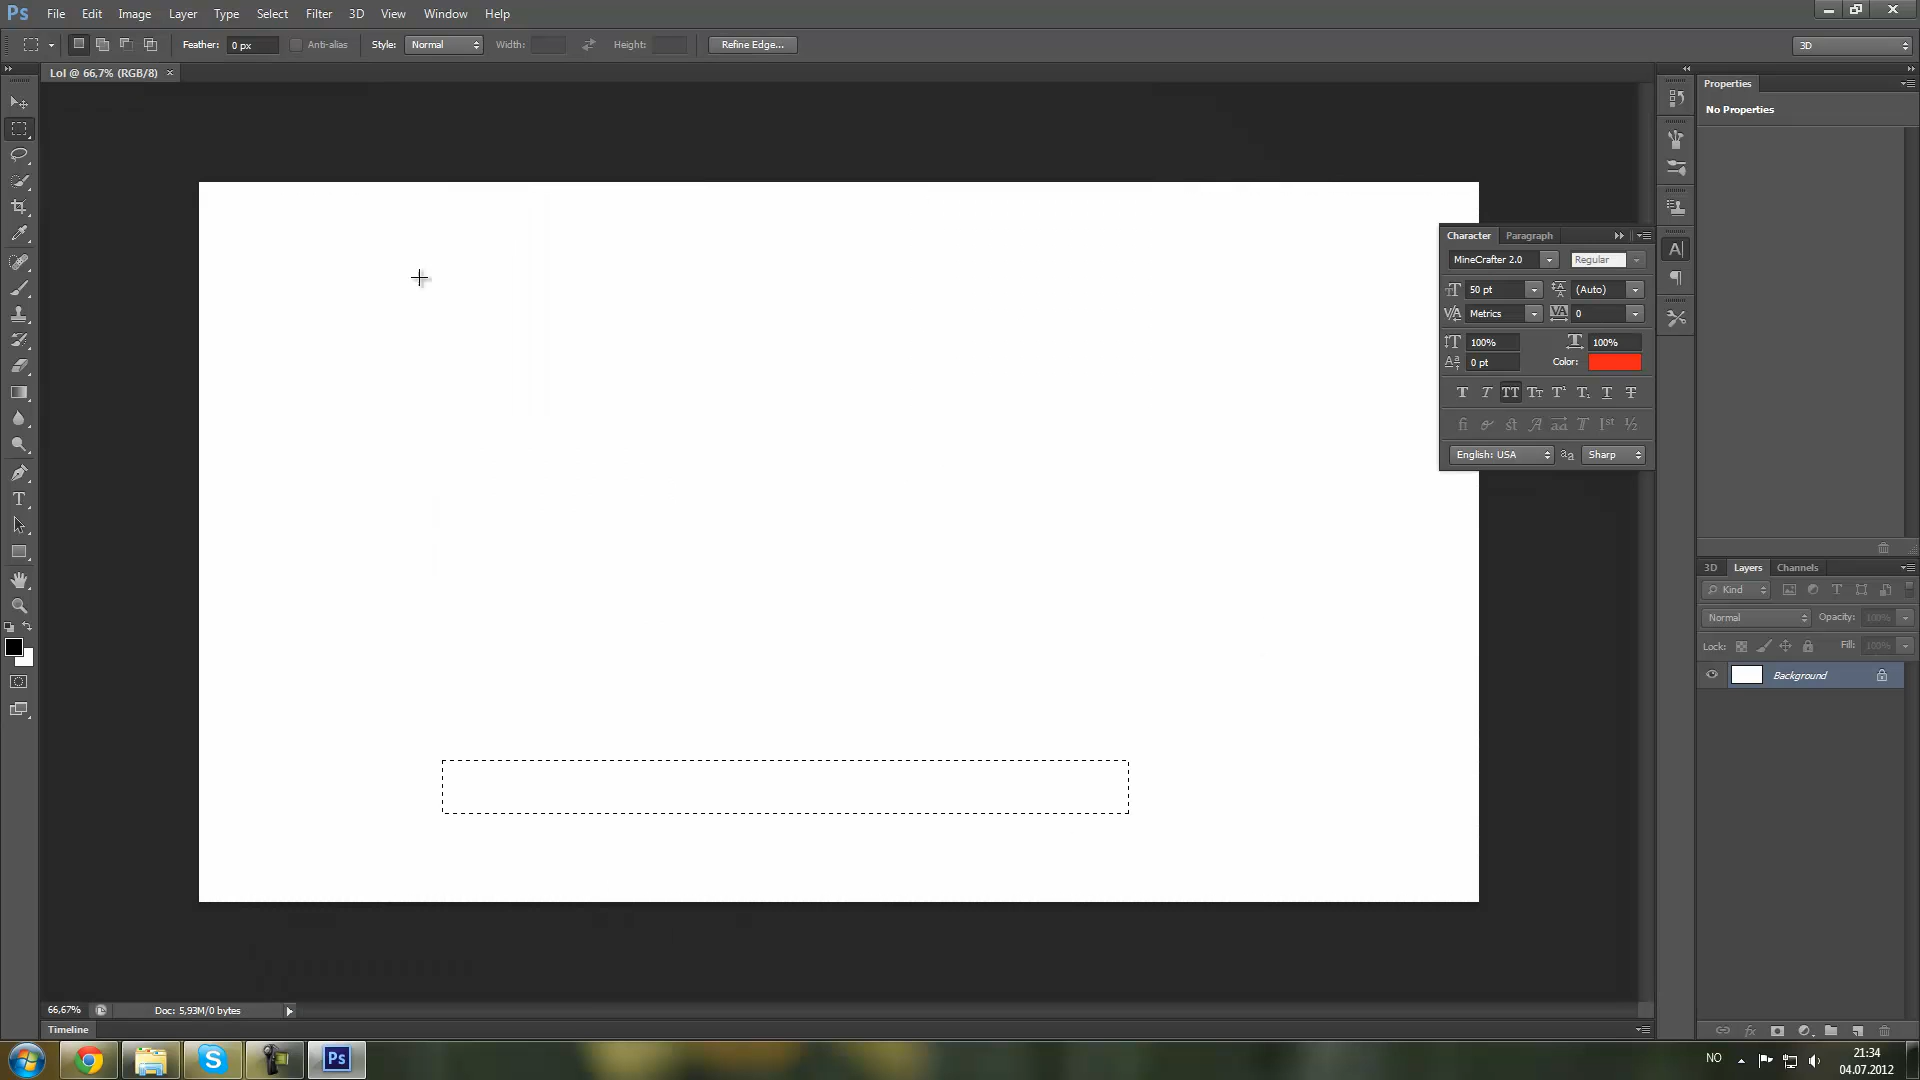 Ps File Edit Image Layer Type Select Filter 3D View Window Help
Feather: 0 px Anti-alias Style: Normal Width: Height: Refine Edge... 3D
Lol @ 66,7% (RGB/8) ×
Properties
No Properties
Character Paragraph
MineCrafter 2.0 Regular
50 pt (Auto)
Metrics 0
100% 100%
0 pt Color:
English: USA Sharp
3D Layers Channels
Kind
Normal Opacity: 100%
Lock: Fill: 100%
Background
66,67% Doc: 5,93M/0 bytes
Timeline
NO 21:34
04.07.2012